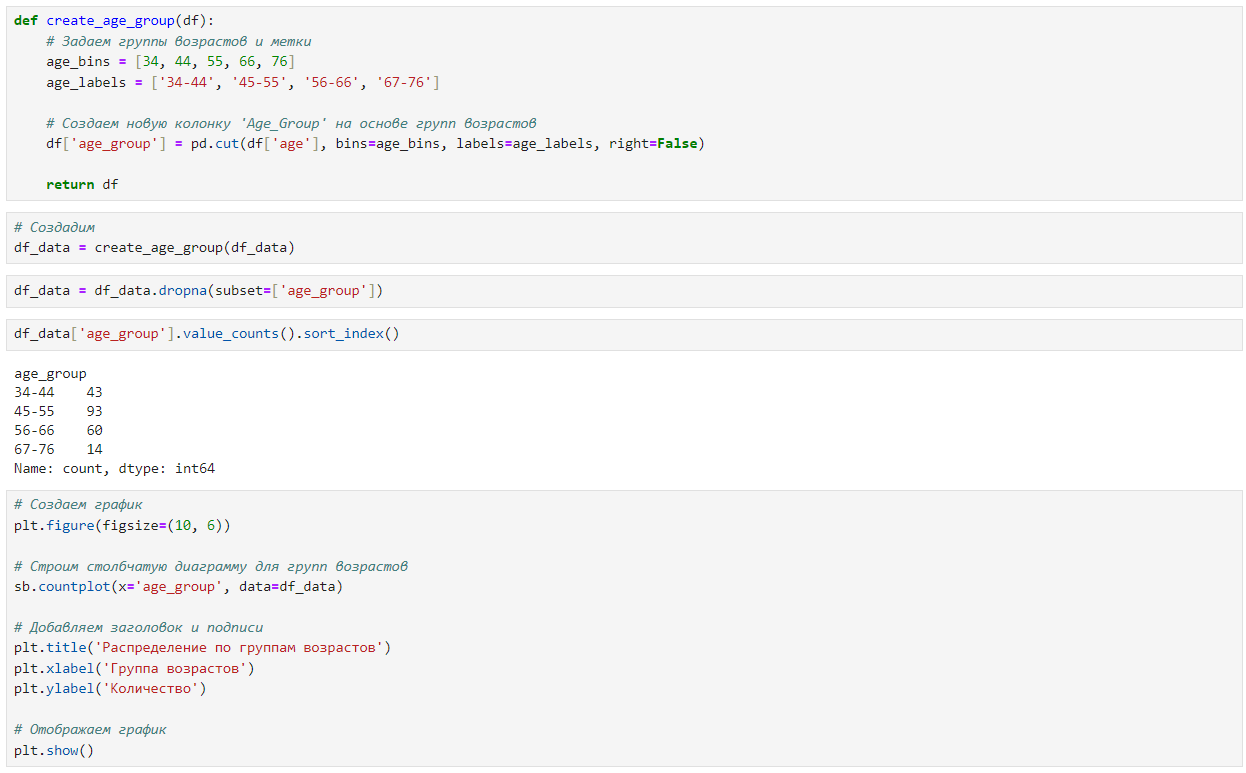 def create_age_group(df):
    # Задаем группы возрастов и метки
    age_bins = [34, 44, 55, 66, 76]
    age_labels = ['34-44', '45-55', '56-66', '67-76']

    # Создаем новую колонку 'Age_Group' на основе групп возрастов
    df['age_group'] = pd.cut(df['age'], bins=age_bins, labels=age_labels, right=False)

    return df

# Создадим
df_data = create_age_group(df_data)

df_data = df_data.dropna(subset=['age_group'])

df_data['age_group'].value_counts().sort_index()

age_group
34-44    43
45-55    93
56-66    60
67-76    14
Name: count, dtype: int64

# Создаем график
plt.figure(figsize=(10, 6))

# Строим столбчатую диаграмму для групп возрастов
sb.countplot(x='age_group', data=df_data)

# Добавляем заголовок и подписи
plt.title('Распределение по группам возрастов')
plt.xlabel('Группа возрастов')
plt.ylabel('Количество')

# Отображаем график
plt.show()